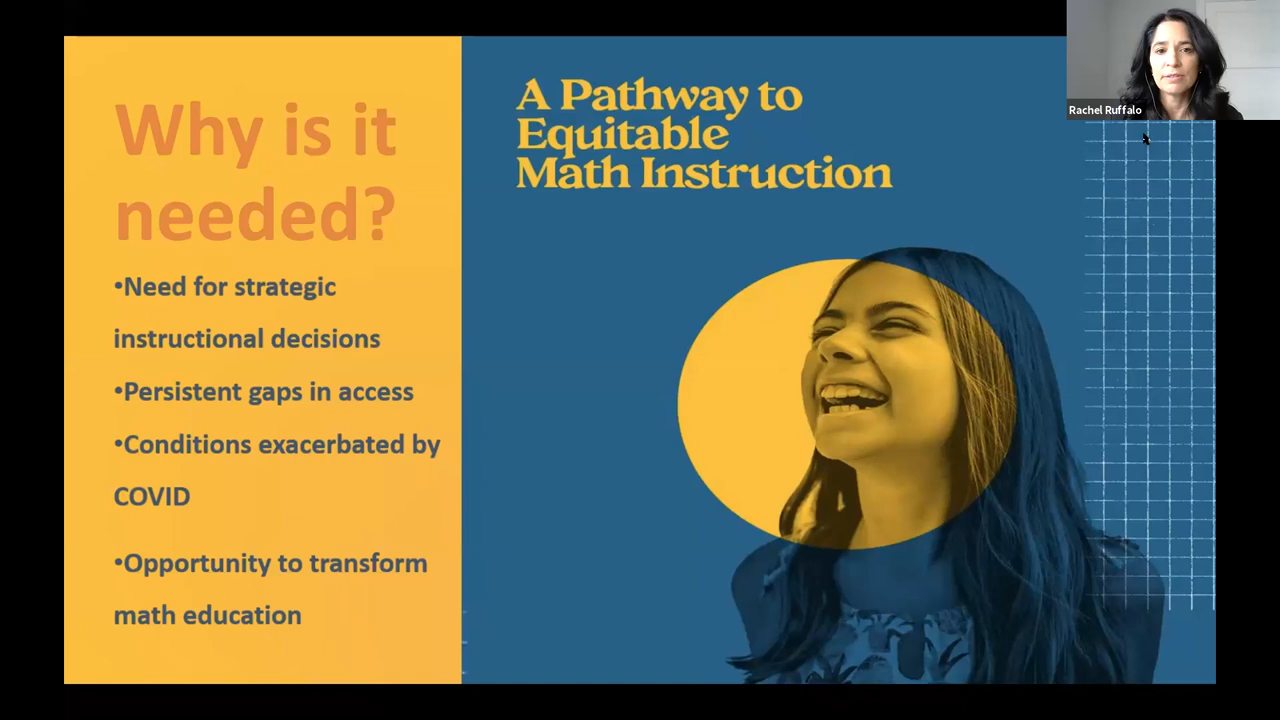 Why is it
needed?
•Need for strategic
instructional decisions
•Persistent gaps in access
•Conditions exacerbated by
COVID
•Opportunity to transform
math education
A Pathway to
Equitable
Math Instruction
Rachel Ruffalo